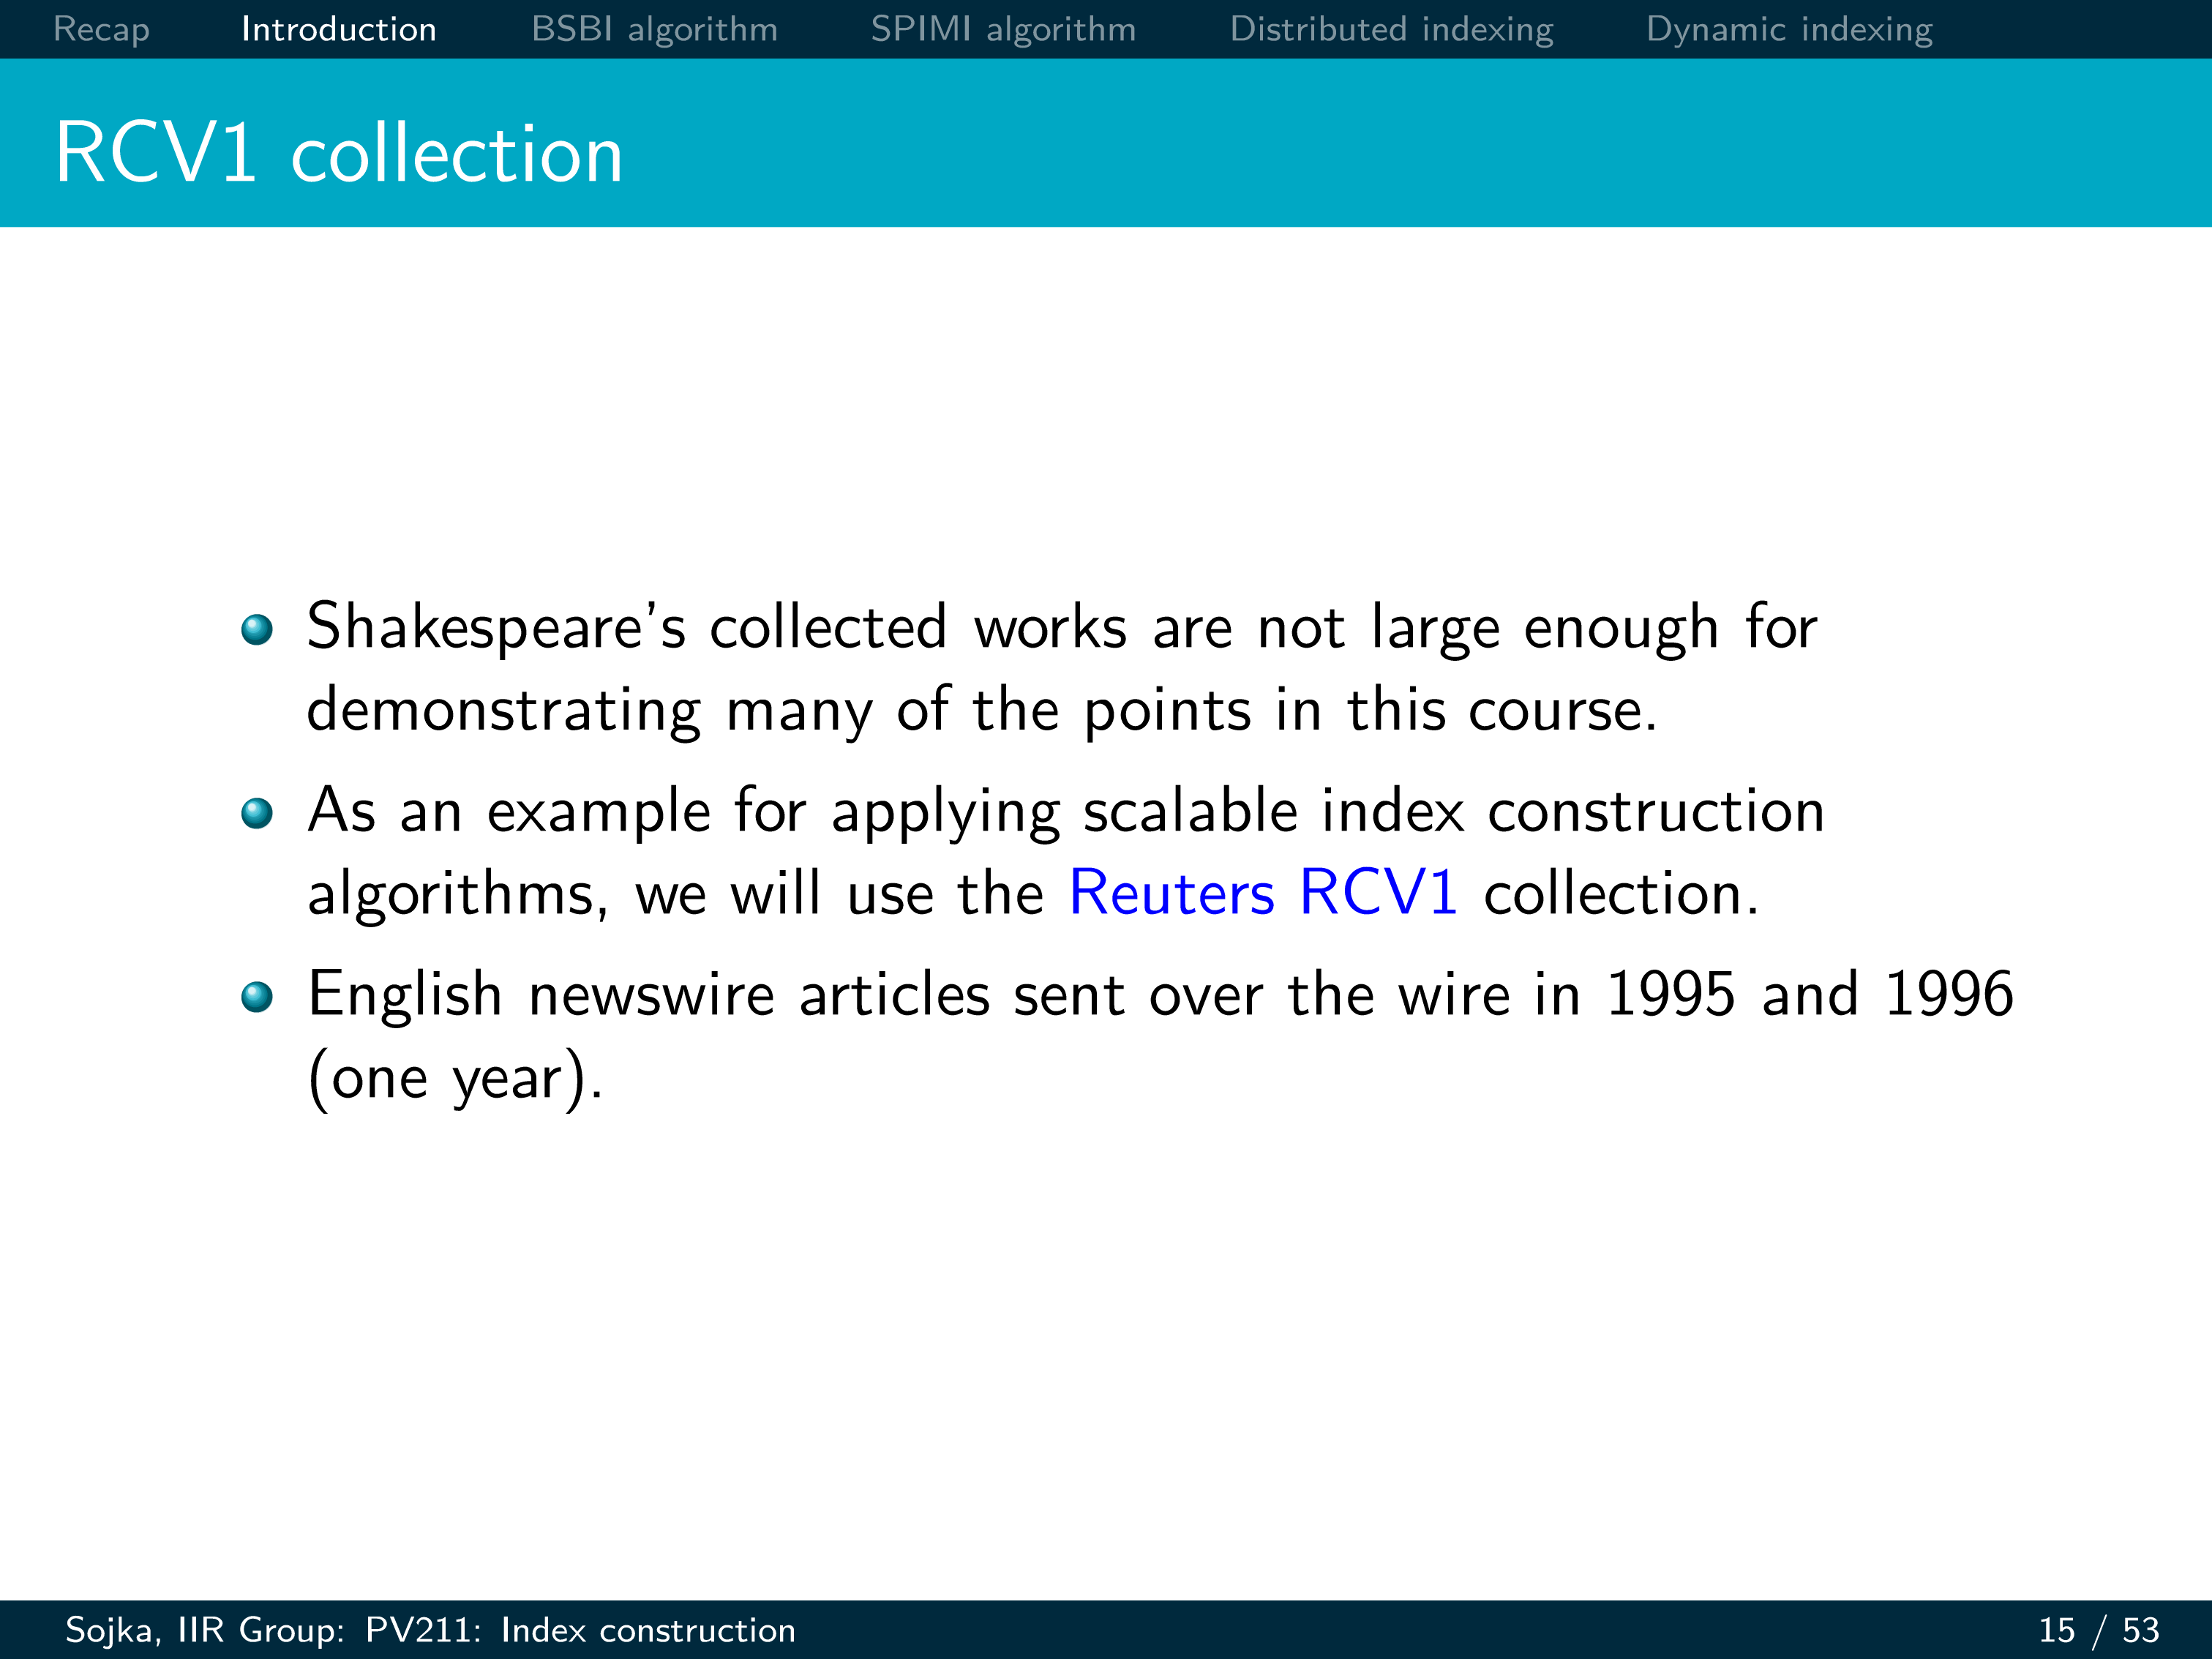 Recap Introduction BSBI algorithm SPIMI algorithm Distributed indexing Dynamic indexing
RCV1 collection
Shakespeare’s collected works are not large enough for
demonstrating many of the points in this course.
As an example for applying scalable index construction
algorithms, we will use the Reuters RCV1 collection.
English newswire articles sent over the wire in 1995 and 1996
(one year).
Sojka, IIR Group: PV211: Index construction 15 / 53